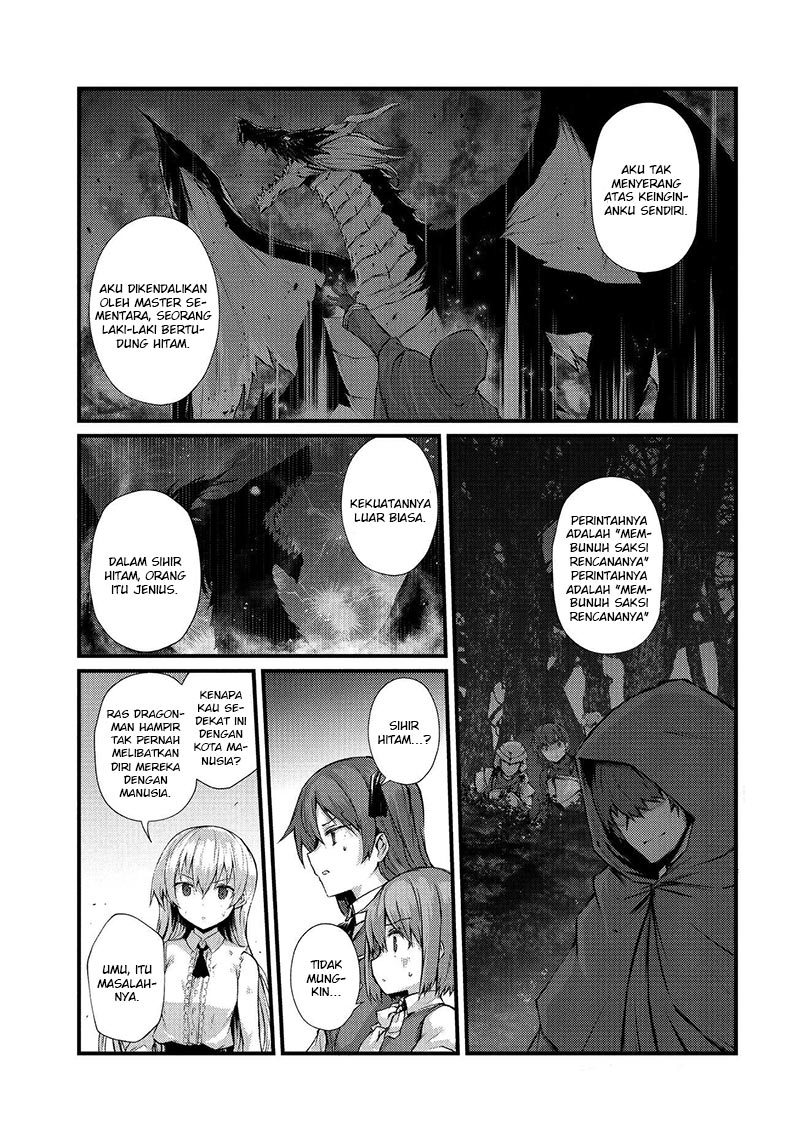 AKU TAK
MENYERANG
ATAS KEINGIN-
ANKU SENDIRI.
AKU DIKENDALIKAN
OLEH MASTER SE-
MENTARA, SEORANG
LAKI-LAKI BERTU-
DUNG HITAM.
PERINTAHNYA
ADALAH "MEM-
BUNUH SAKSI
RENCANANYA"
PERINTAHNYA
ADALAH "MEM-
BUNUH SAKSI
RENCANANYA"
KEKUATANNYA
LUAR BIASA.
DALAM SIHIR
HITAM, ORANG
ITU JENIUS.
SIHIR
HITAM...?
TIDAK
MUNG-
KIN...
KENAPA
KAU SE-
DEKAT INI
DENGAN
KOTA MA-
NUSIA?
RAS DRAGON-
MAN HAMPIR
TAK PERNAH
MELIBATKAN
DIRI MEREKA
DENGAN
MANUSIA.
UMU, ITU
MASALAH-
NYA.